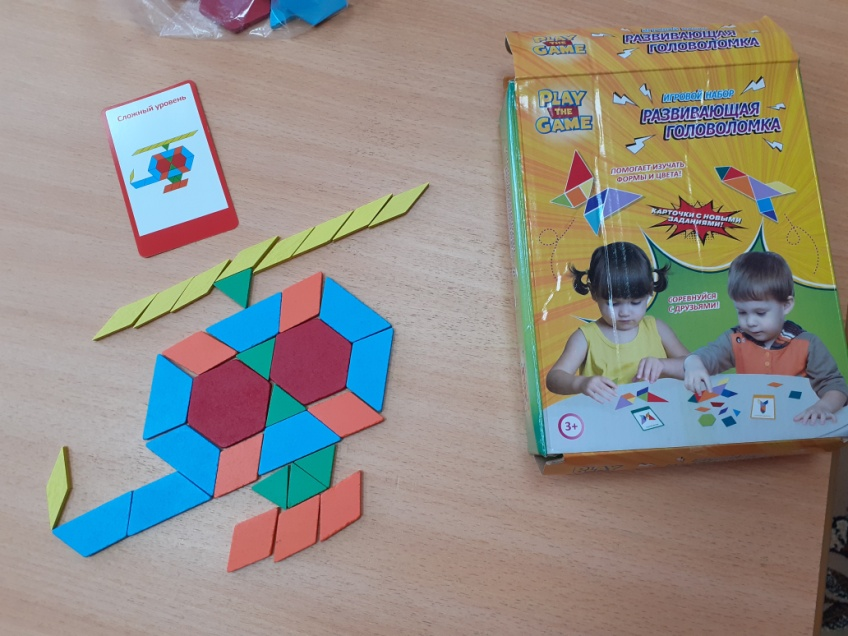 Сложный уровень
THE
GAME
РАЗВИВАЮЩАЯ
ГОЛОВОЛОМКА
PLAY
THE
GAME
ИГРОВОЙ НАБОР
РАЗВИВАЮЩАЯ
ГОЛОВОЛОМКА
ПОМОГАЕТ ИЗУЧАТЬ
ФОРМЫ И ЦВЕТА!
КАРТОЧКИ С НОВЫМИ
ЗАДАНИЯМИ!
СОРЕВНУЙСЯ
С ДРУЗЬЯМИ!
3+